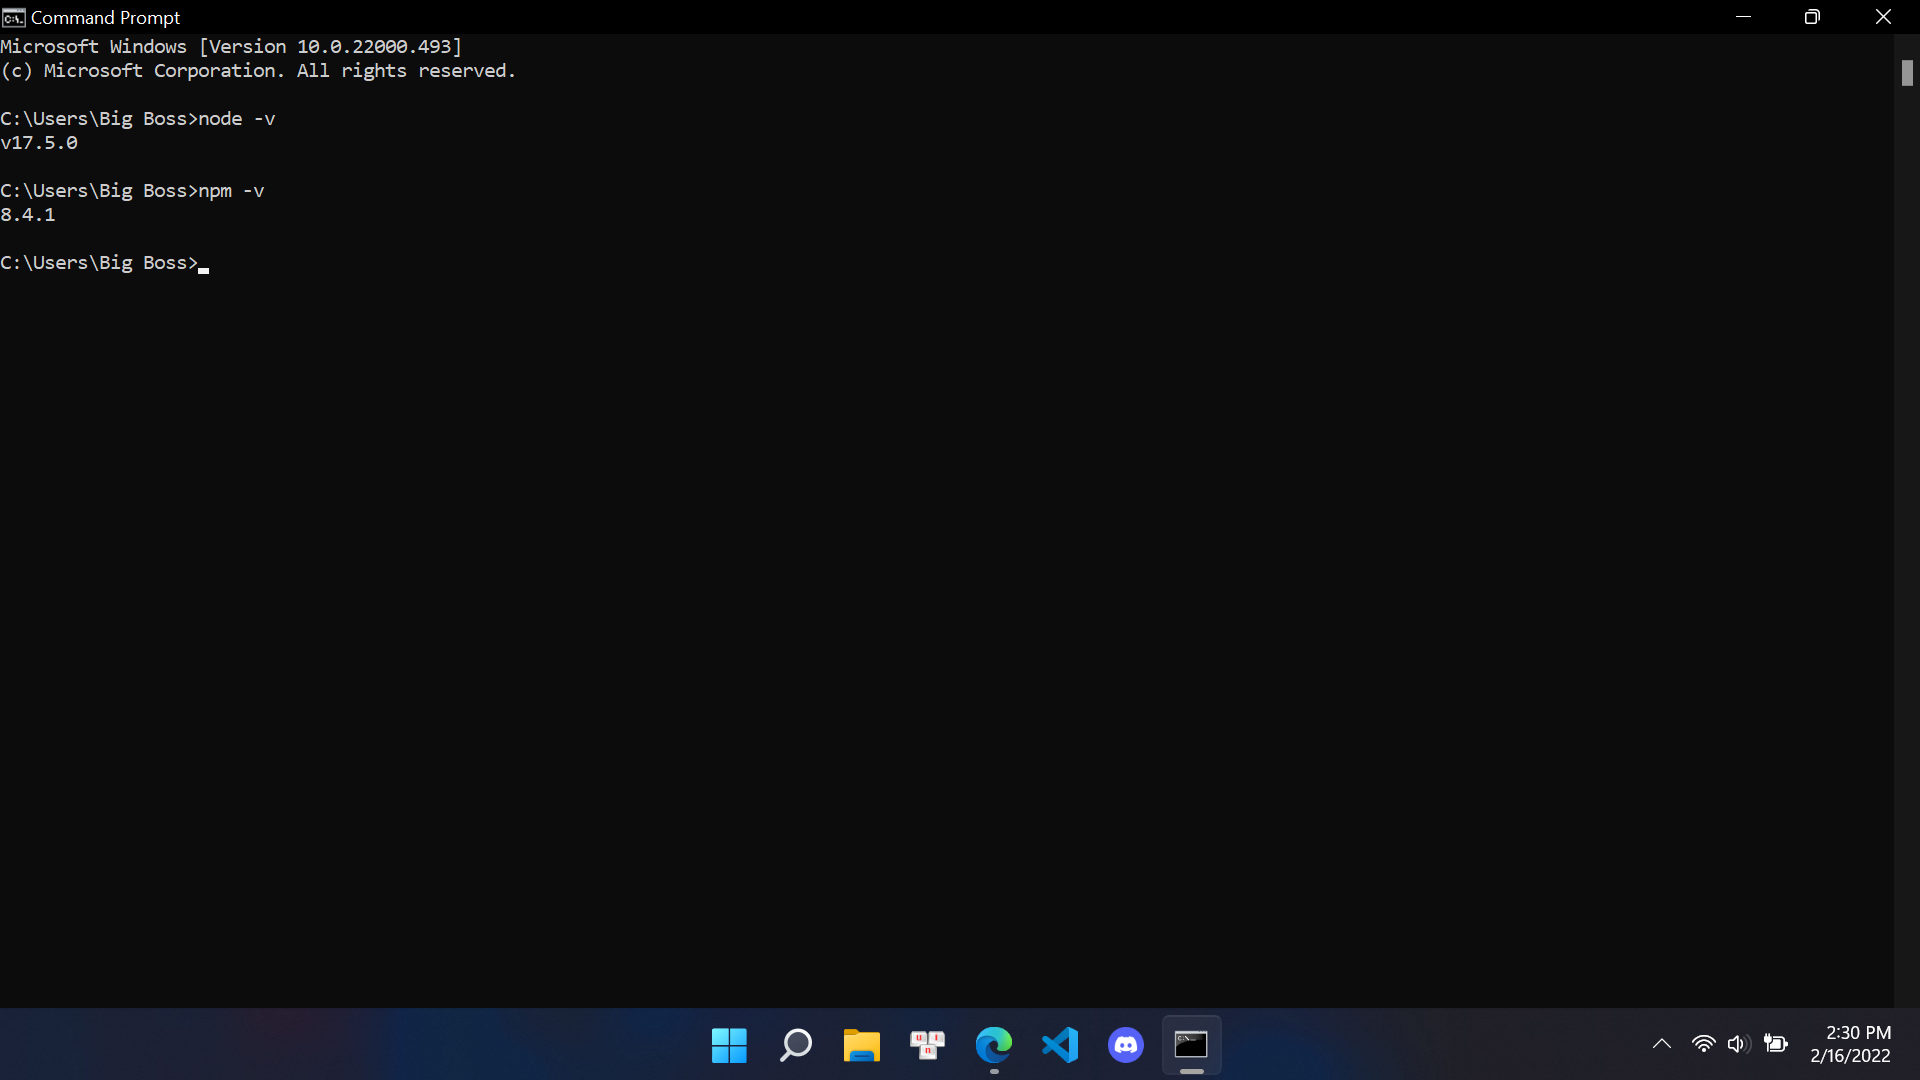 Command Prompt
Microsoft Windows [Version 10.0.22000.493]
(c) Microsoft Corporation. All rights reserved.
C:\Users\Big Boss>node -v
v17.5.0
C:\Users\Big Boss>npm -v
8.4.1
C:\Users\Big Boss>
2:30 PM
2/16/2022